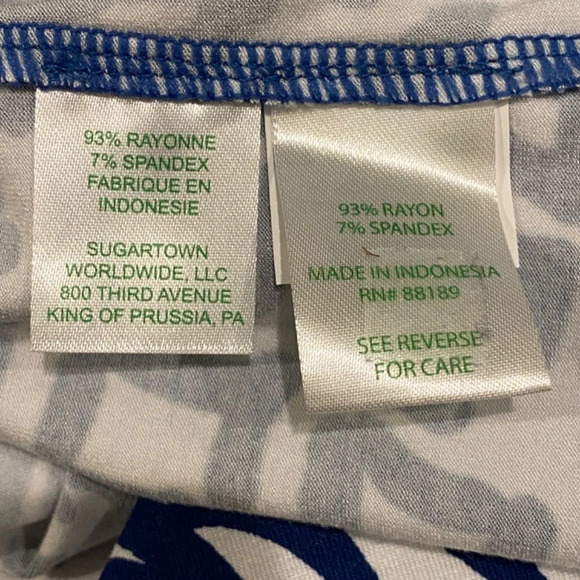 93% RAYONNE
7% SPANDEX
FABRIQUE EN
INDONESIE
SUGARTOWN
WORLDWIDE, LLC
800 THIRD AVENUE
KING OF PRUSSIA, PA
93% RAYON
7% SPANDEX
MADE IN INDONESIA
RN# 88189
SEE REVERSE
FOR CARE